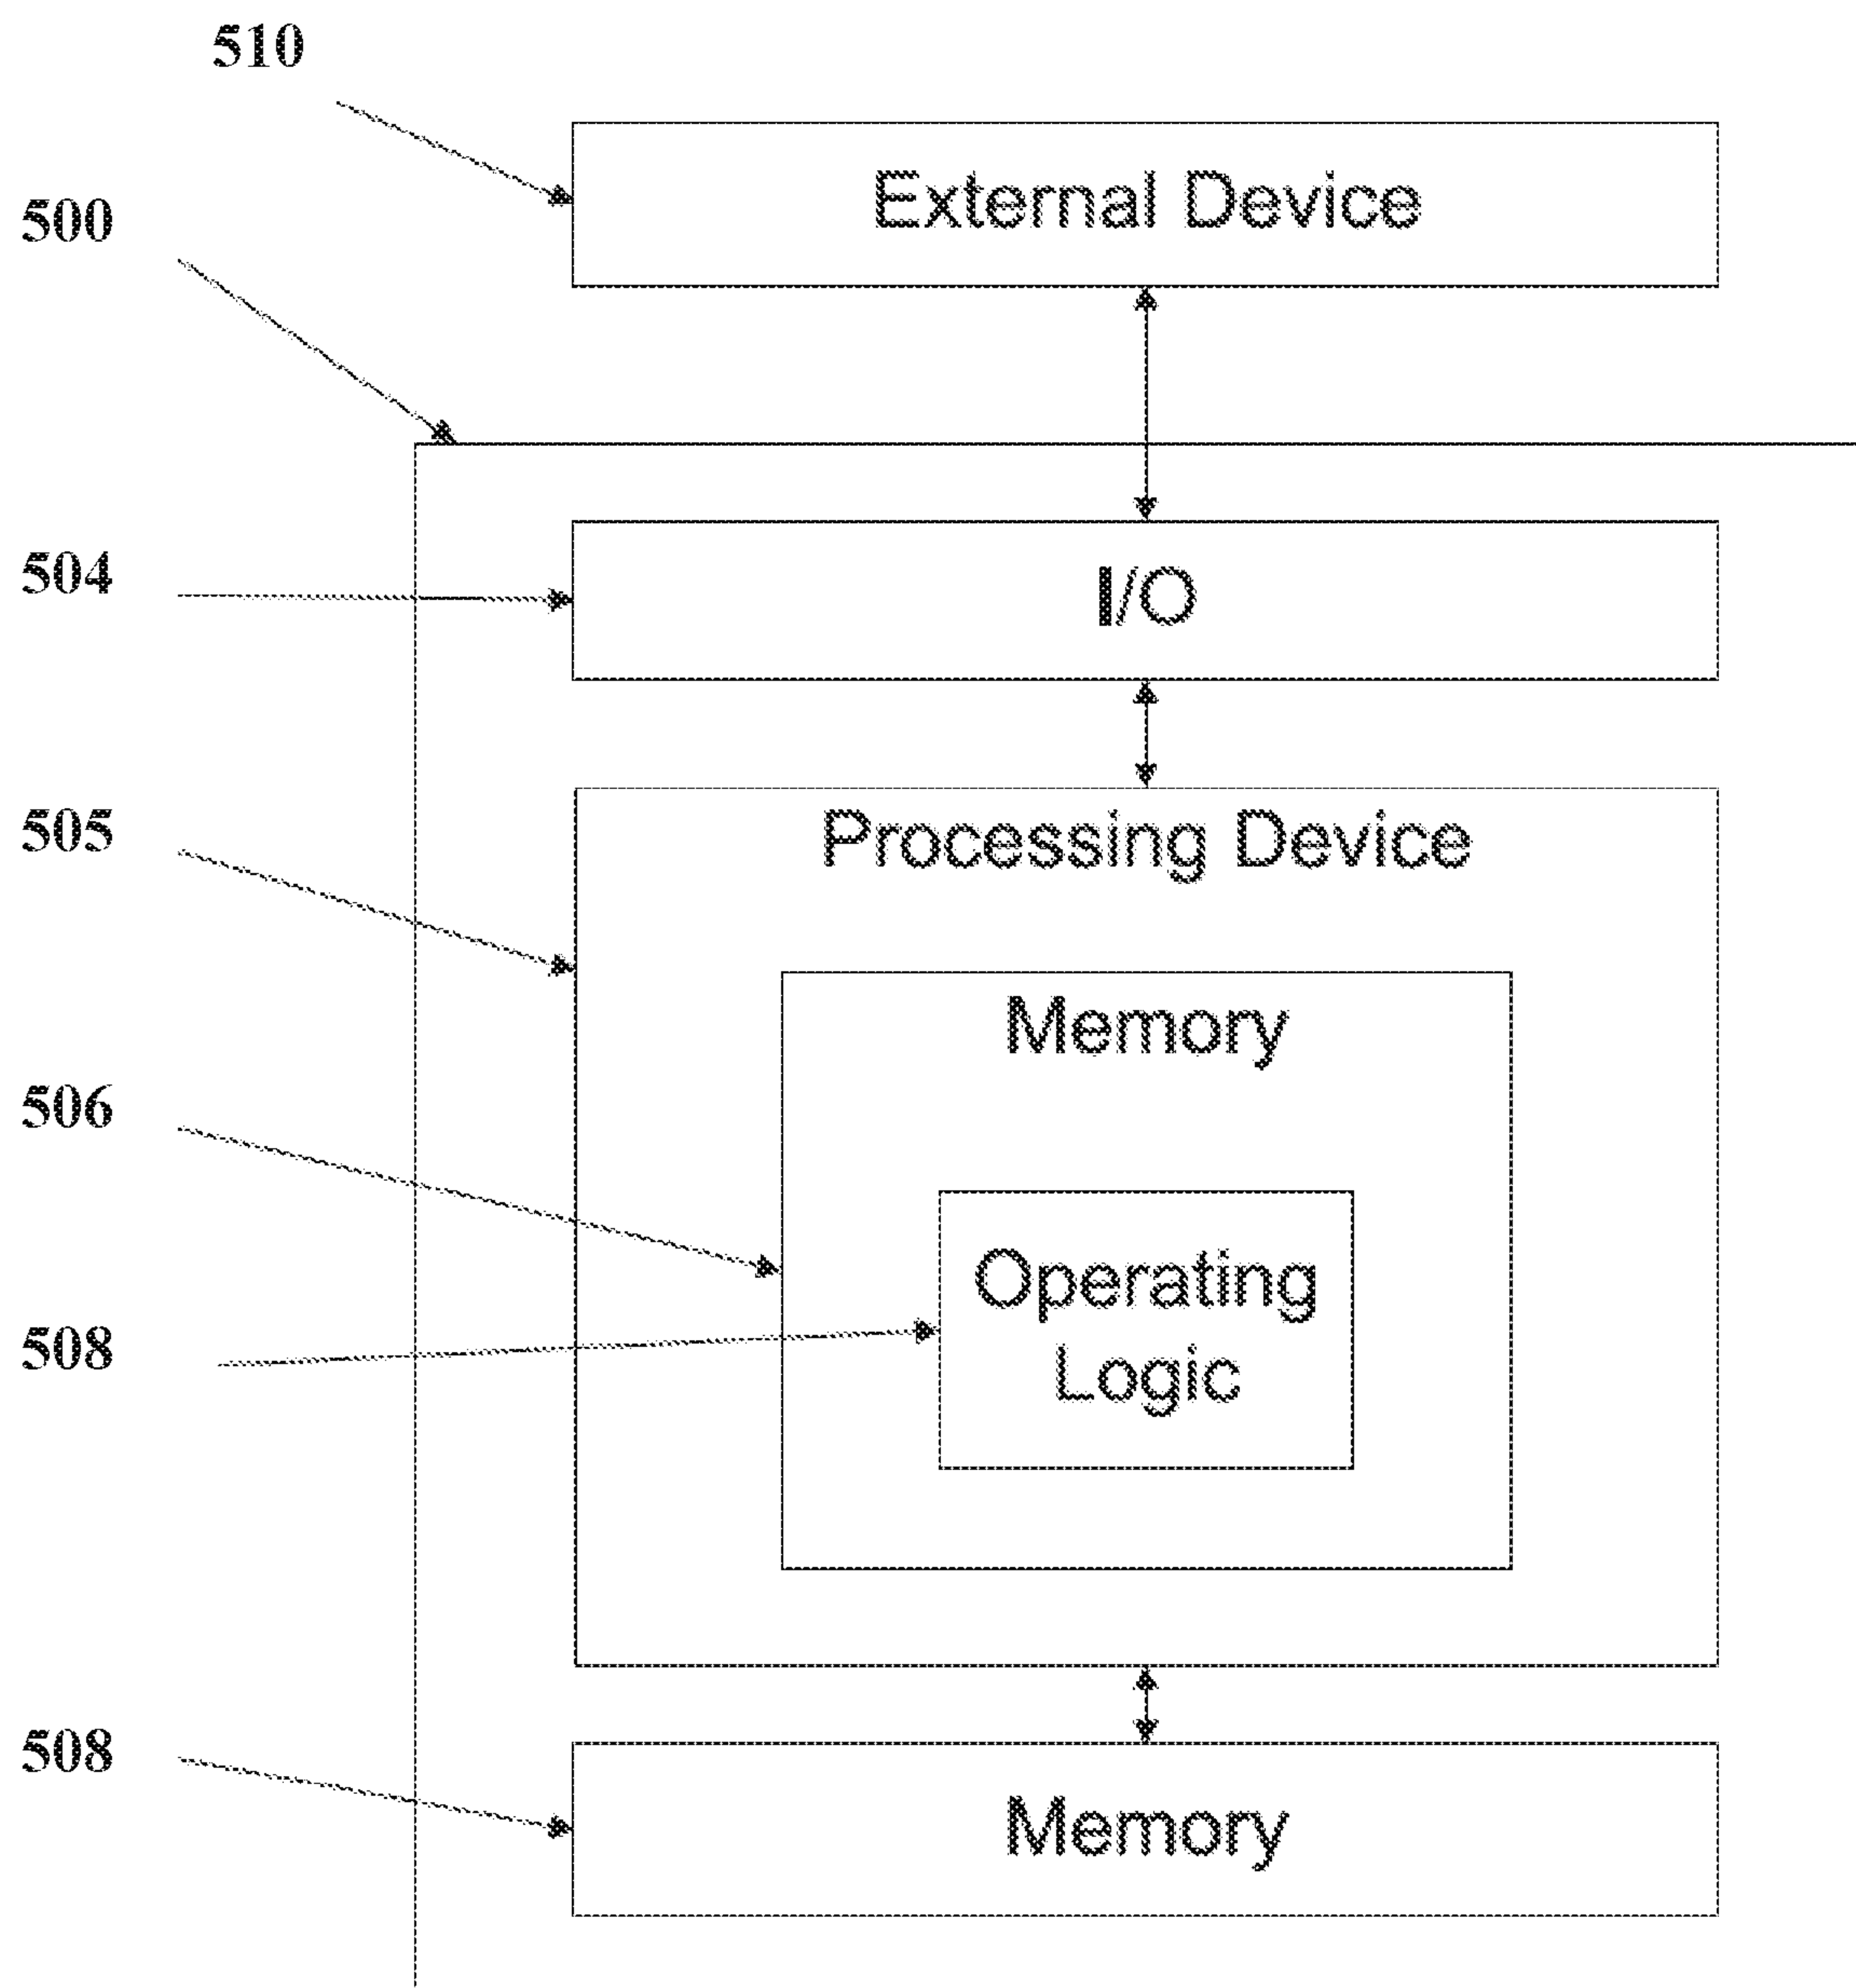 510
External Device
500
504
I/O
505
Processing Device
Memory
506
Operating
Logic
508
508
Memory